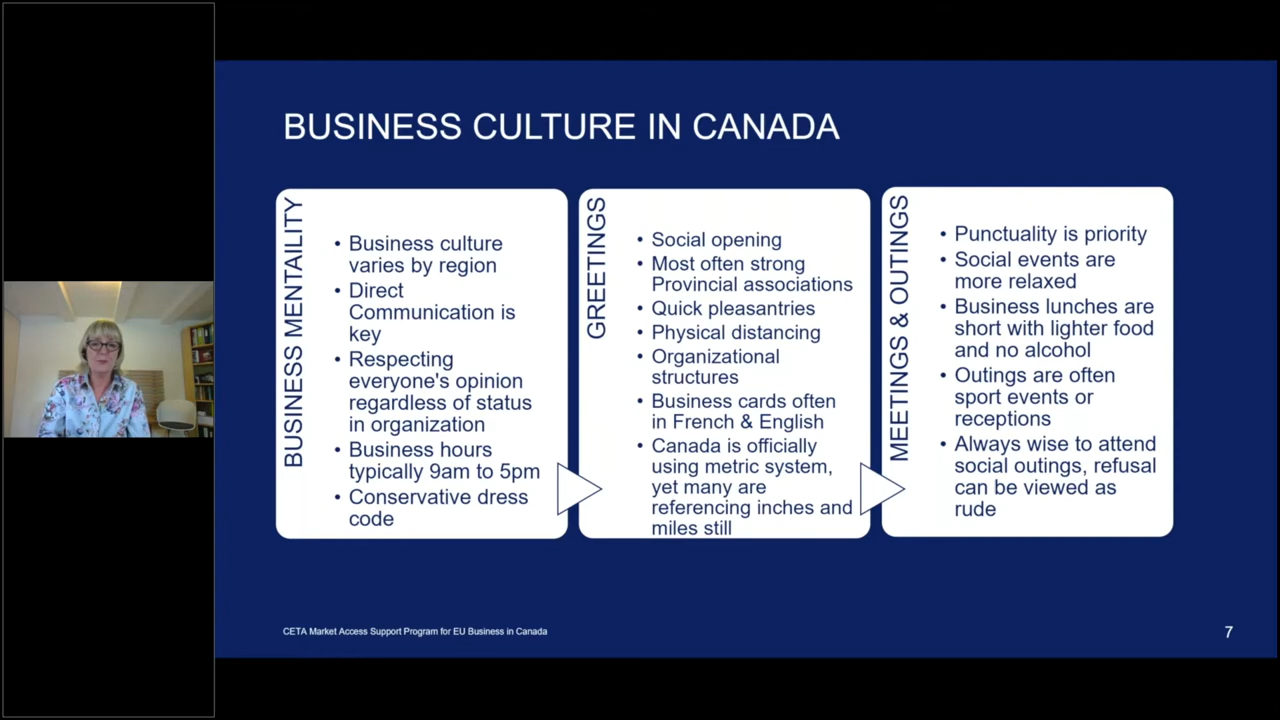 BUSINESS CULTURE IN CANADA
BUSINESS MENTAILITY
• Business culture
varies by region
• Direct
Communication is
key
• Respecting
everyone's opinion
regardless of status
in organization
• Business hours
typically 9am to 5pm
• Conservative dress
code
GREETINGS
• Social opening
• Most often strong
Provincial associations
• Quick pleasantries
• Physical distancing
• Organizational
structures
• Business cards often
in French & English
• Canada is officially
using metric system,
yet many are
referencing inches and
miles still
MEETINGS & OUTINGS
• Punctuality is priority
• Social events are
more relaxed
• Business lunches are
short with lighter food
and no alcohol
• Outings are often
sport events or
receptions
• Always wise to attend
social outings, refusal
can be viewed as
rude
CETA Market Access Support Program for EU Business in Canada
7